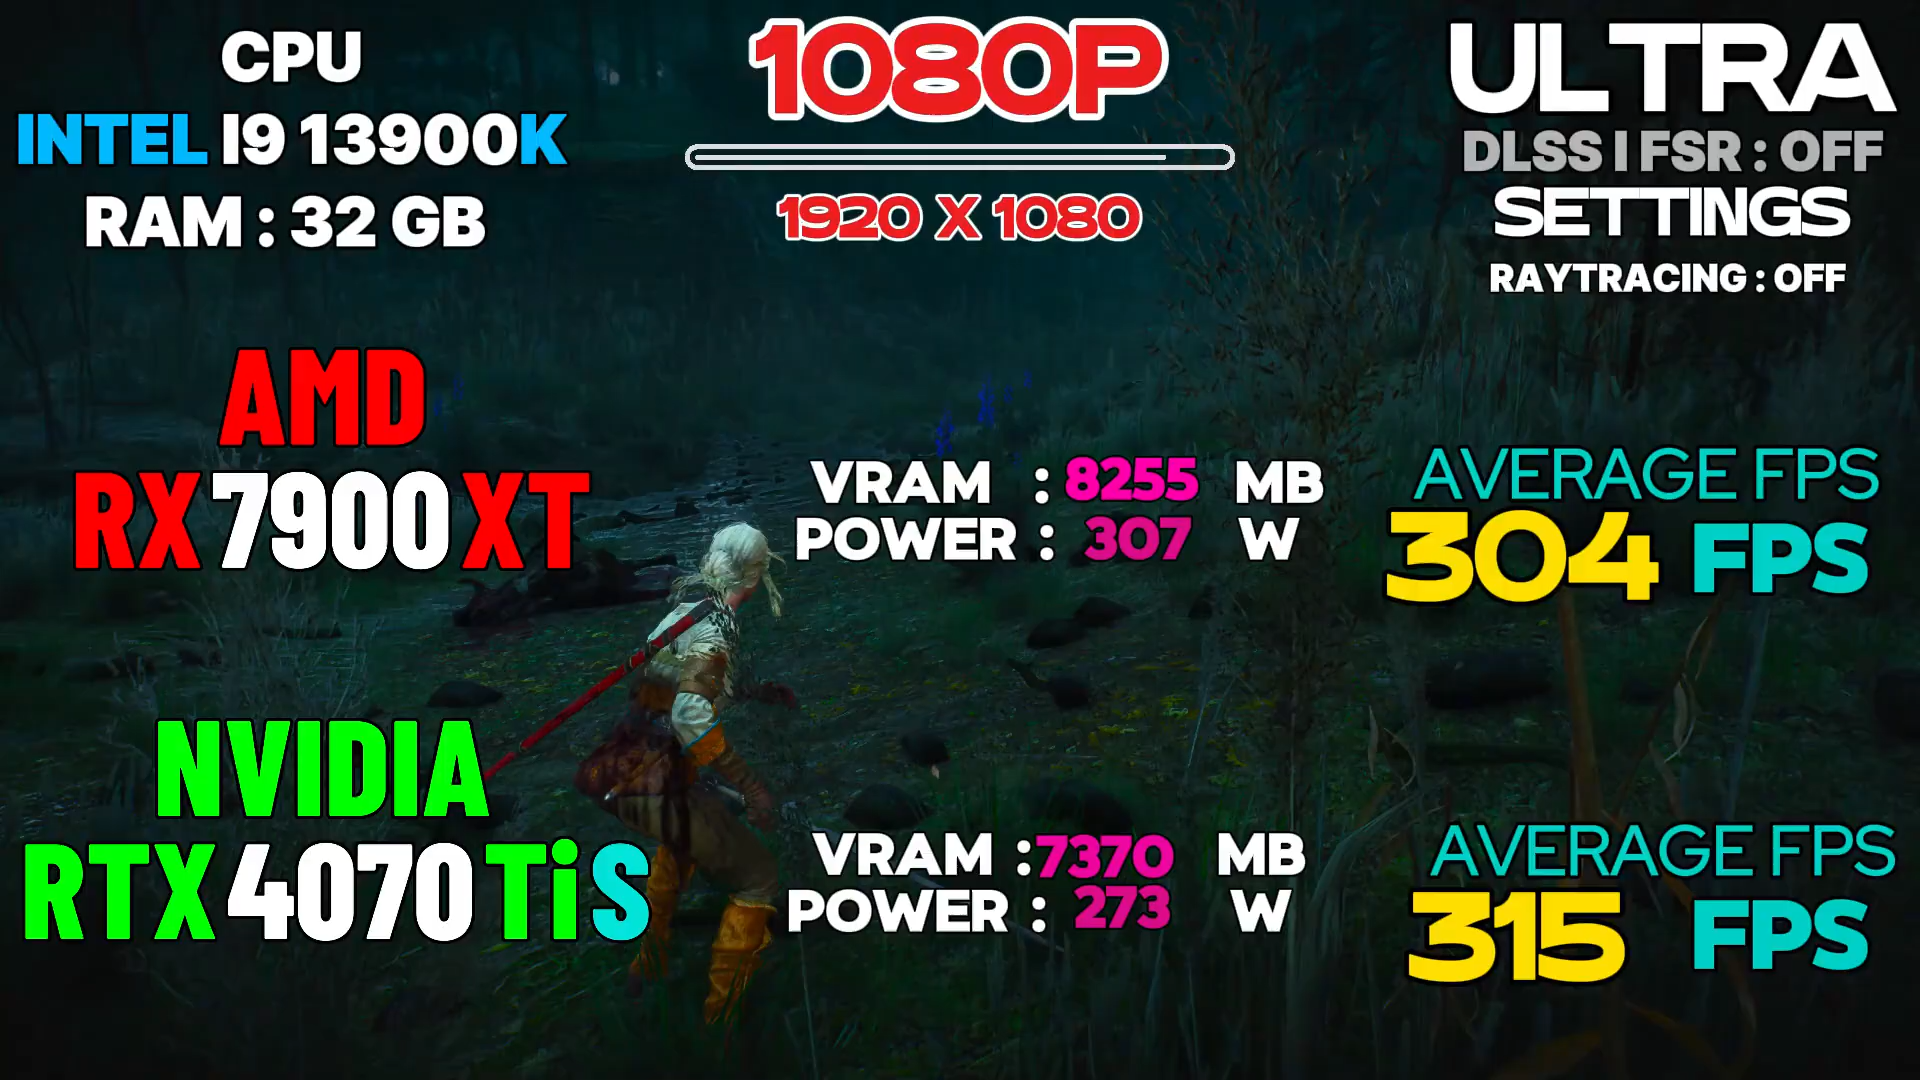 CPU
INTEL I9 13900K
RAM : 32 GB
1080P
1920 X 1080
ULTRA
DLSS | FSR : OFF
SETTINGS
RAYTRACING : OFF
AMD
RX 7900 XT
VRAM : 8255 MB
POWER : 307 W
AVERAGE FPS
304 FPS
NVIDIA
RTX 4070 TiS
VRAM : 7370 MB
POWER : 273 W
AVERAGE FPS
315 FPS